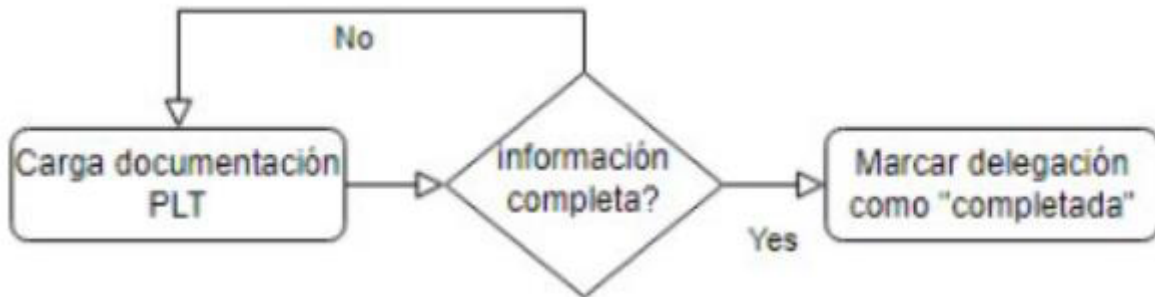 No
Carga documentación
PLT
información
completa?
Yes
Marcar delegación
como "completada"